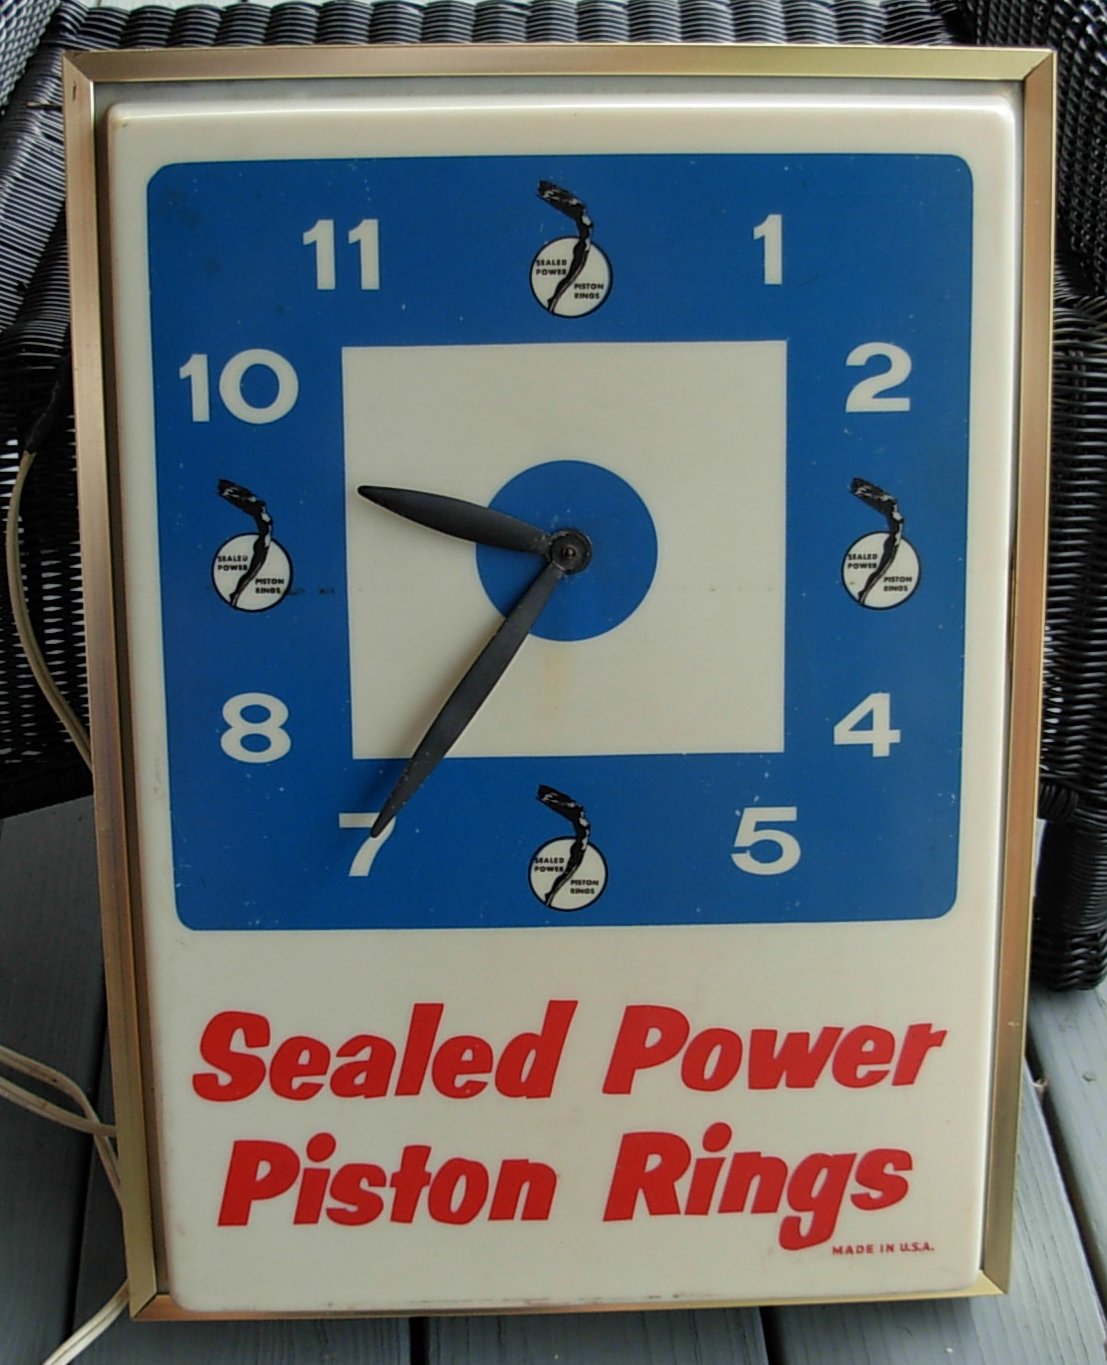 SEALED
POWER
PISTON
RINGS
11
1
10
2
SEALED
POWER
PISTON
RINGS
SEALED
POWER
PISTON
RINGS
8
4
7
5
SEALED
POWER
PISTON
RINGS
Sealed Power
Piston Rings
MADE IN U.S.A.